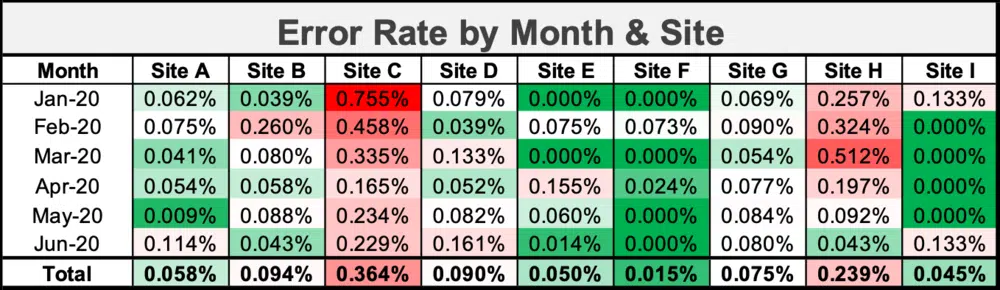 Error Rate by Month & Site
Month Site A Site B Site C Site D Site E Site F Site G Site H Site I
Jan-20 0.062% 0.039% 0.755% 0.079% 0.000% 0.000% 0.069% 0.257% 0.133%
Feb-20 0.075% 0.260% 0.458% 0.039% 0.075% 0.073% 0.090% 0.324% 0.000%
Mar-20 0.041% 0.080% 0.335% 0.133% 0.000% 0.000% 0.054% 0.512% 0.000%
Apr-20 0.054% 0.058% 0.165% 0.052% 0.155% 0.024% 0.077% 0.197% 0.000%
May-20 0.009% 0.088% 0.234% 0.082% 0.060% 0.000% 0.084% 0.092% 0.000%
Jun-20 0.114% 0.043% 0.229% 0.161% 0.014% 0.000% 0.080% 0.043% 0.133%
Total 0.058% 0.094% 0.364% 0.090% 0.050% 0.015% 0.075% 0.239% 0.045%